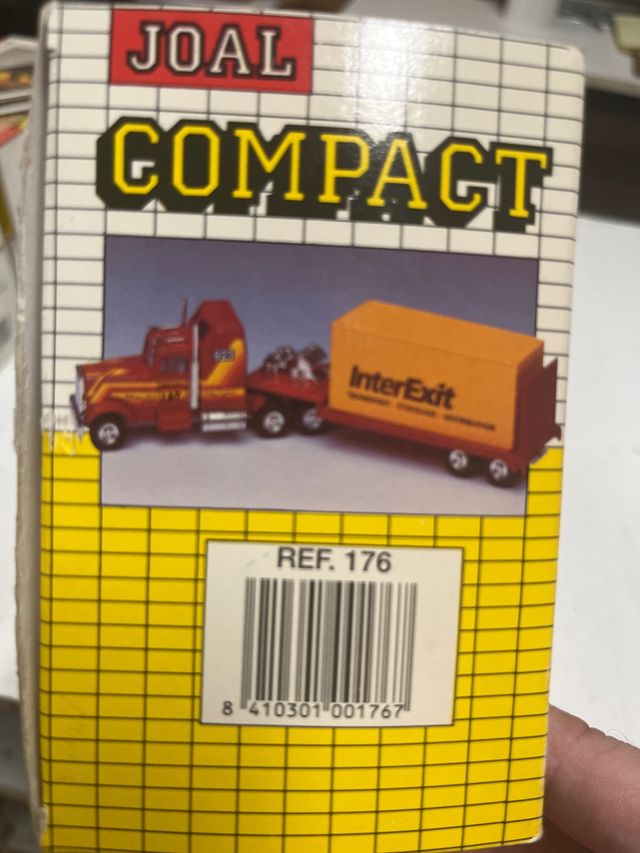 JOAL
COMPACT
InterExit
REF. 176
8 410301 001767